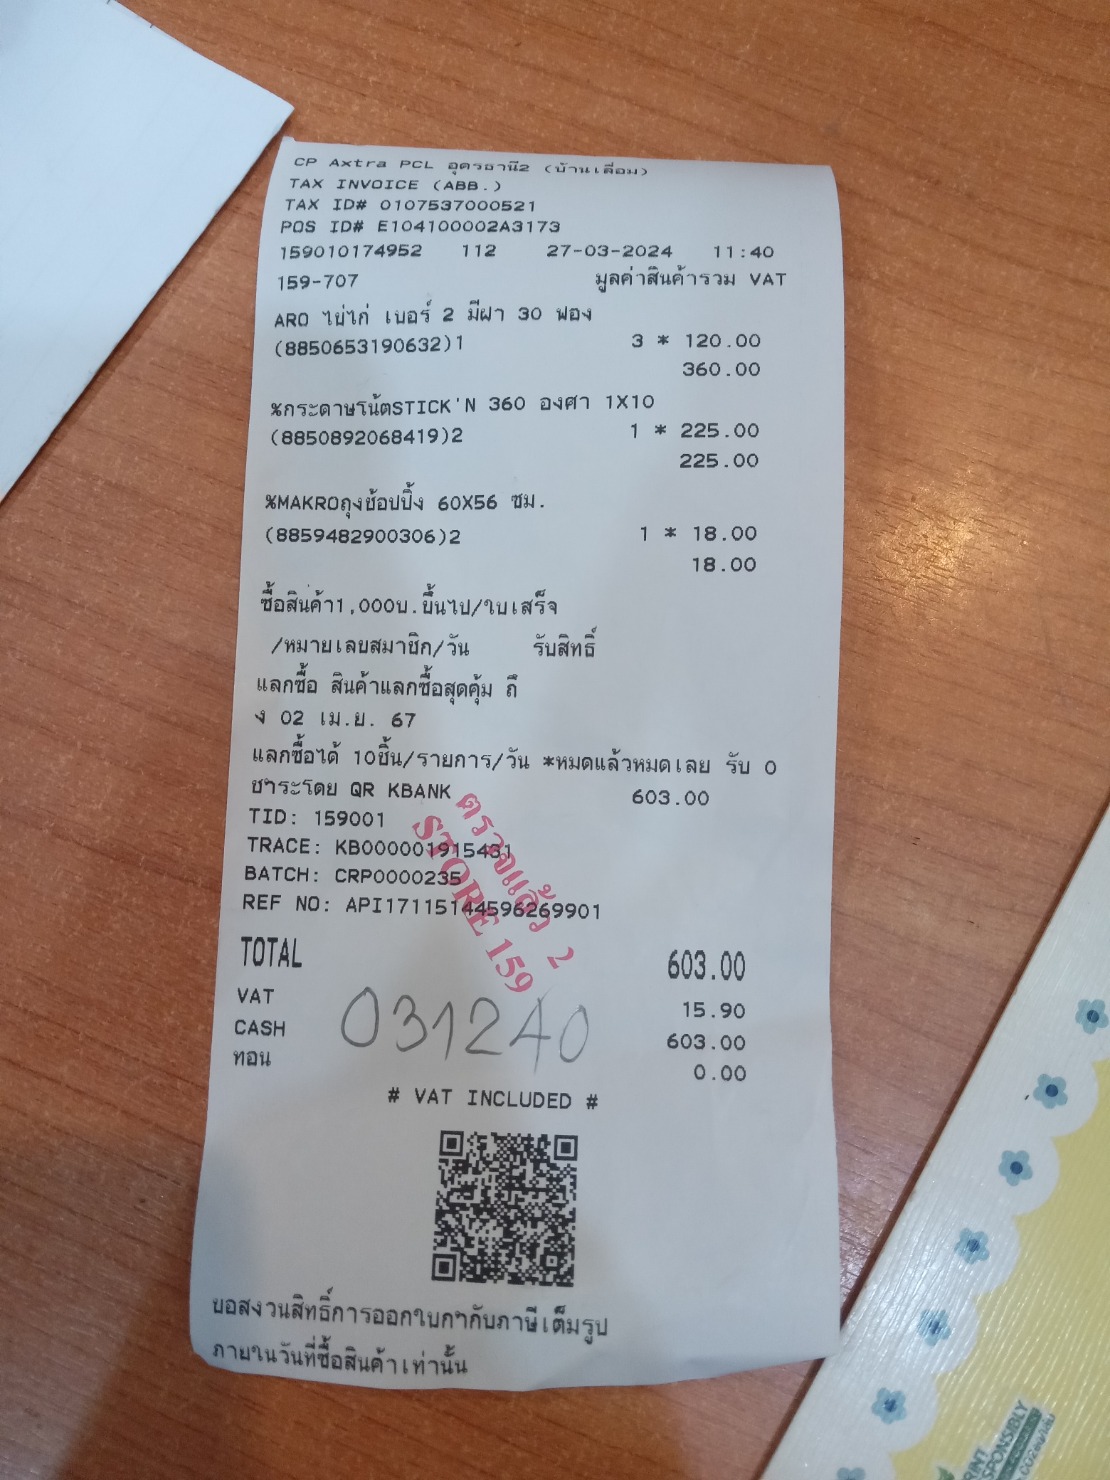 CP Axtra PCL อุดรธานี2 (บ้านเลื่อม)
TAX INVOICE (ABB.)
TAX ID# 0107537000521
POS ID# E104100002A3173
159010174952 112 27-03-2024 11:40
159-707 มูลค่าสินค้ารวม VAT
ARO ไข่ไก่ เบอร์ 2 มีฝา 30 ฟอง
(8850653190632)1 3 * 120.00
360.00
%กระดาษโน้ตSTICK'N 360 องศา 1X10
(8850892068419)2 1 * 225.00
225.00
%MAKROถุงช้อปปิ้ง 60X56 ซม.
(8859482900306)2 1 * 18.00
18.00
ซื้อสินค้า1,000บ.ขึ้นไป/ใบเสร็จ
/หมายเลขสมาชิก/วัน รับสิทธิ์
แลกซื้อ สินค้าแลกซื้อสุดคุ้ม ถึ
ง 02 เม.ย. 67
แลกซื้อได้ 10ชิ้น/รายการ/วัน *หมดแล้วหมดเลย รับ 0
ชำระโดย QR KBANK 603.00
TID: 159001
TRACE: KB000001915431
BATCH: CRP0000235
REF NO: API17115144596269901
ตรวจแล้ว 2
STORE 159
TOTAL 603.00
VAT 15.90
CASH 603.00
ทอน 0.00
031240
# VAT INCLUDED #
ขอสงวนสิทธิ์การออกใบกำกับภาษีเต็มรูป
ภายในวันที่ซื้อสินค้าเท่านั้น